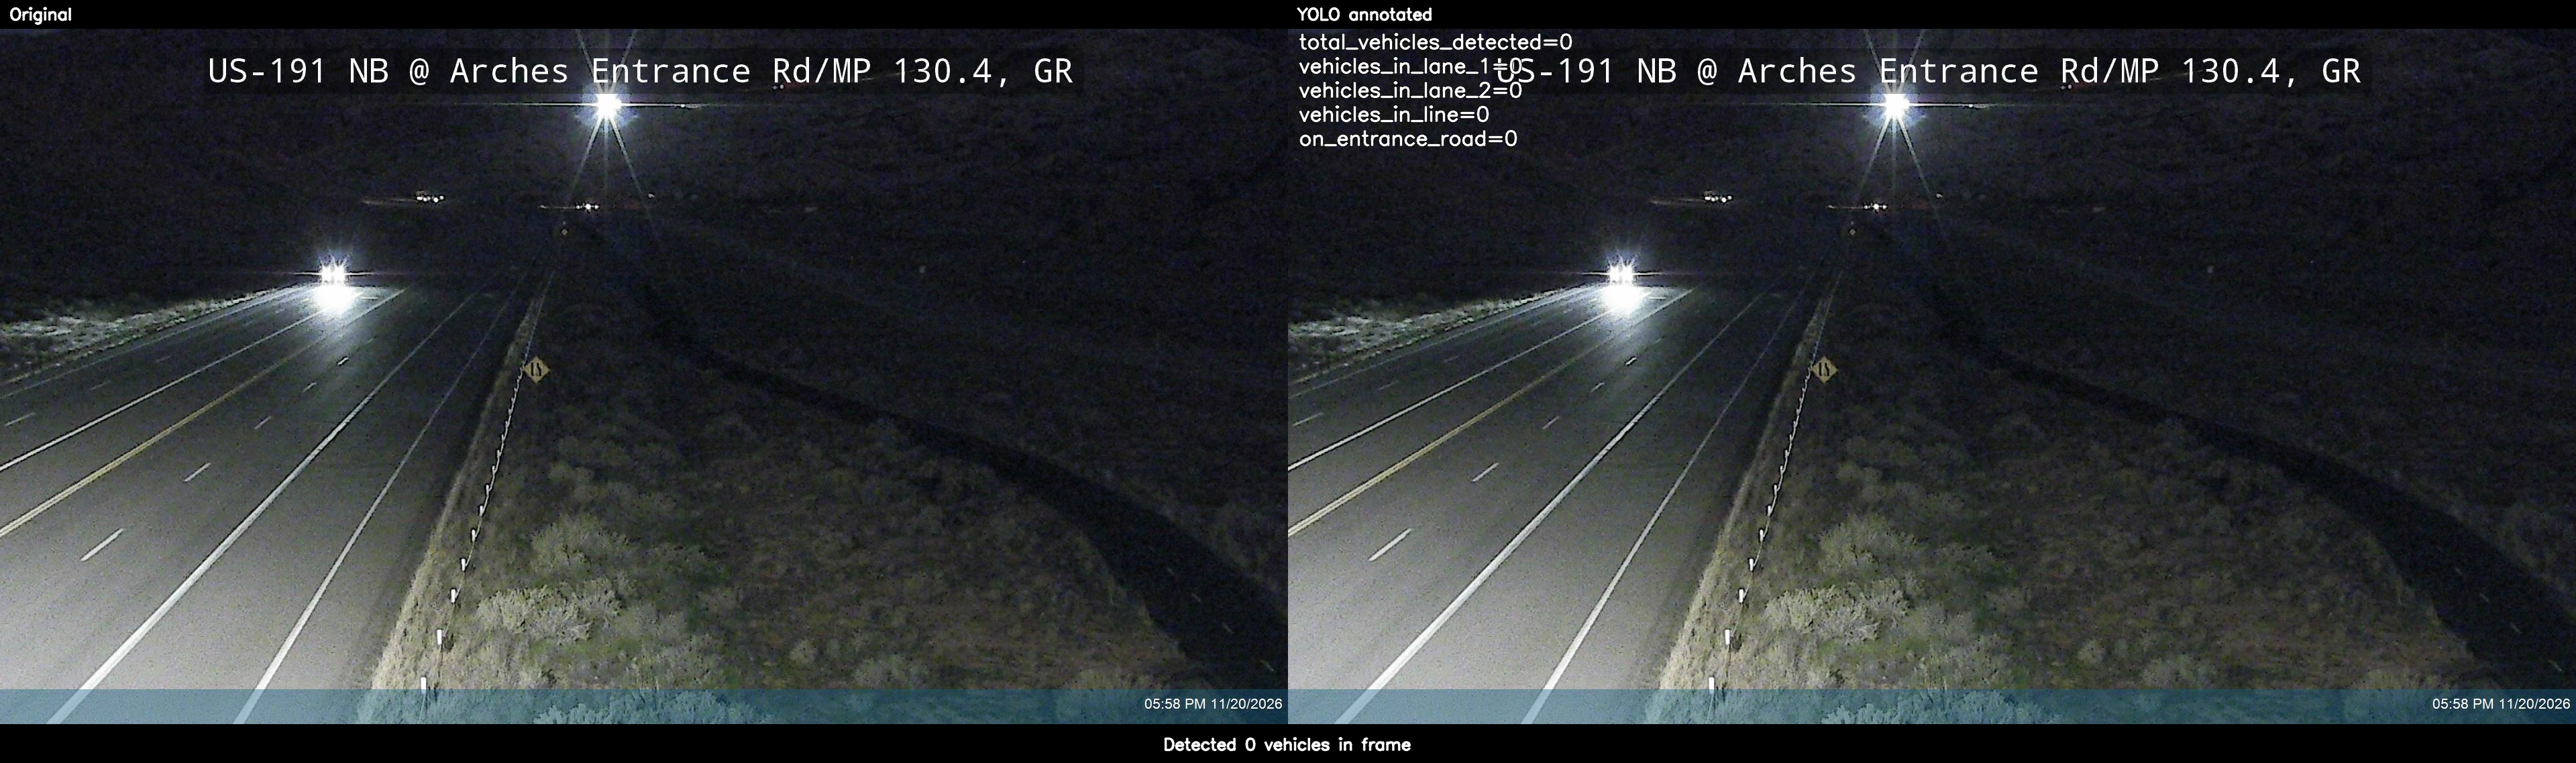 Original
US-191 NB @ Arches Entrance Rd/MP 130.4, GR
05:58 PM 11/20/2026
YOLO annotated
total_vehicles_detected=0
vehicles_in_lane_1=0
US-191 NB @ Arches Entrance Rd/MP 130.4, GR
vehicles_in_lane_2=0
vehicles_in_line=0
on_entrance_road=0
05:58 PM 11/20/2026
Detected 0 vehicles in frame